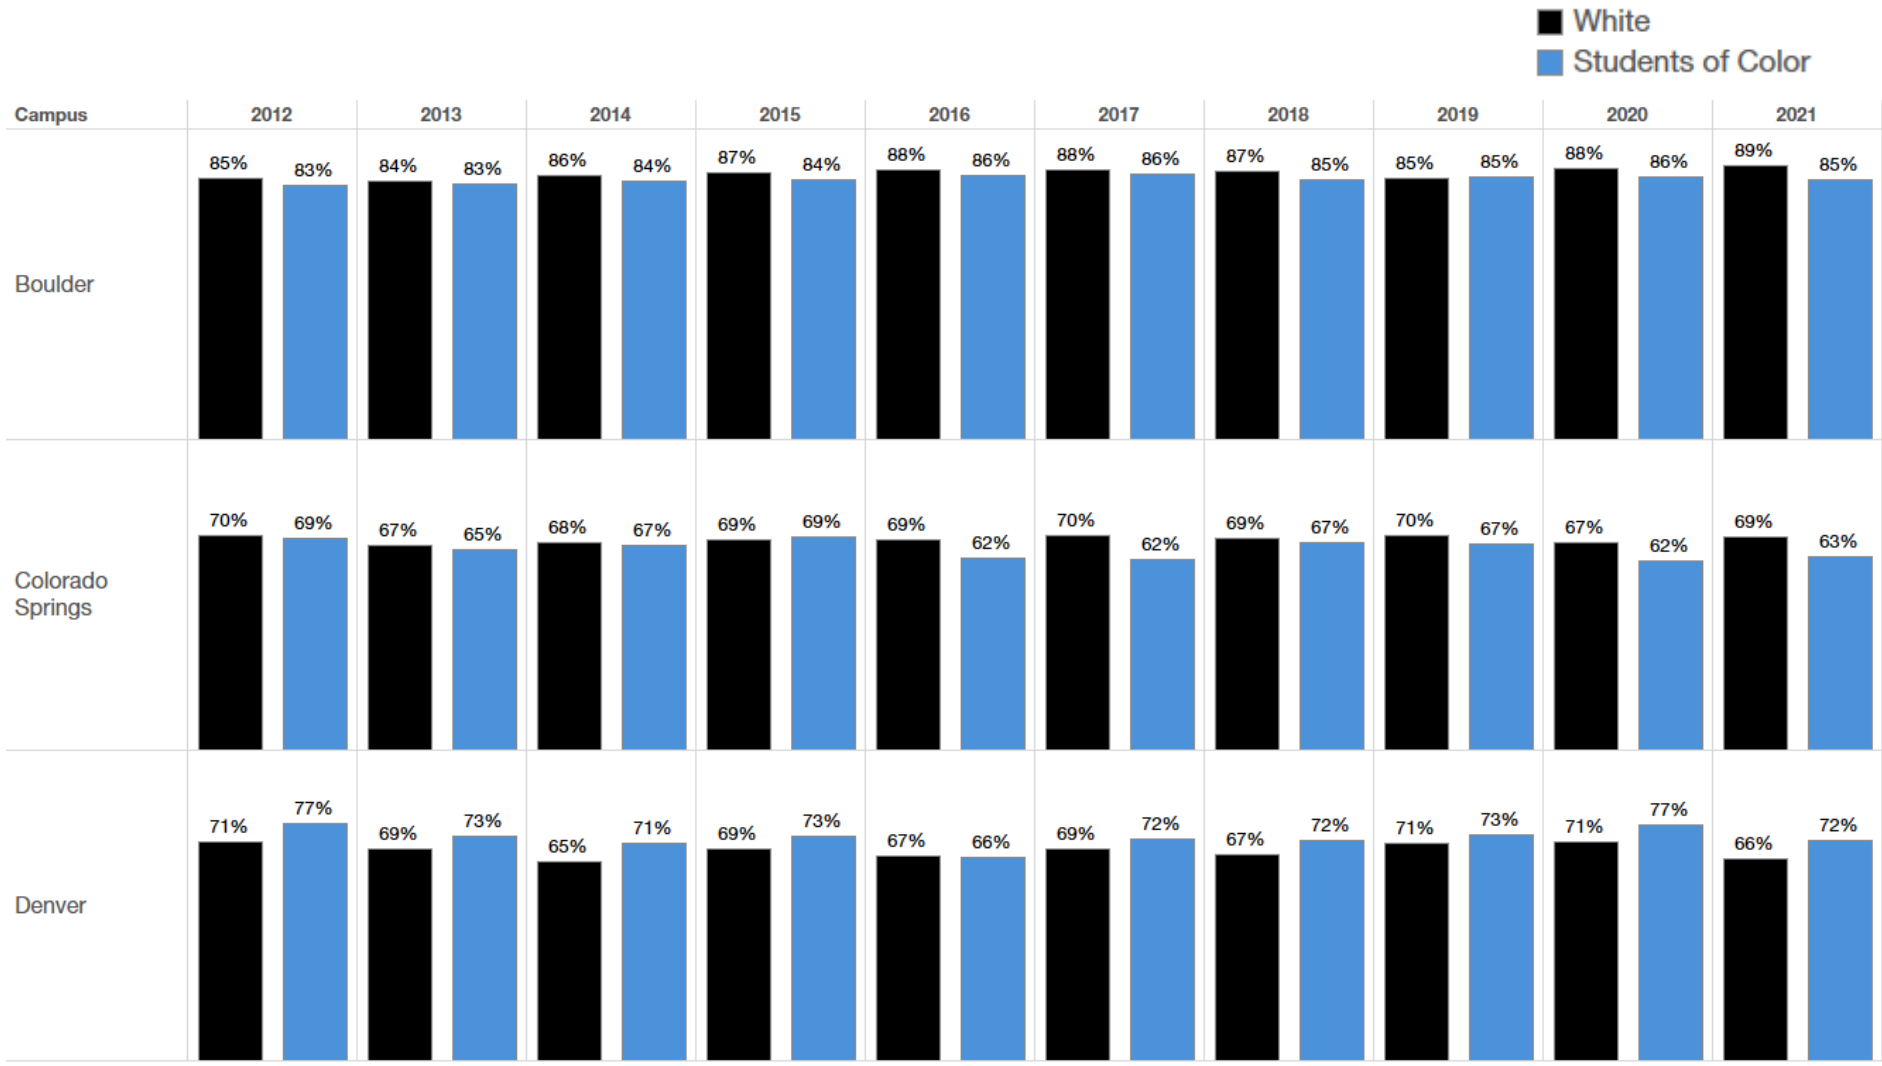 White
Students of Color
Campus 2012 2013 2014 2015 2016 2017 2018 2019 2020 2021
85% 83% 84% 83% 86% 84% 87% 84% 88% 86% 88% 86% 87% 85% 85% 85% 88% 86% 89% 85%
Boulder
70% 69% 67% 65% 68% 67% 69% 69% 69% 62% 70% 62% 69% 67% 70% 67% 67% 62% 69% 63%
Colorado
Springs
71% 77% 69% 73% 65% 71% 69% 73% 67% 66% 69% 72% 67% 72% 71% 73% 71% 77% 66% 72%
Denver